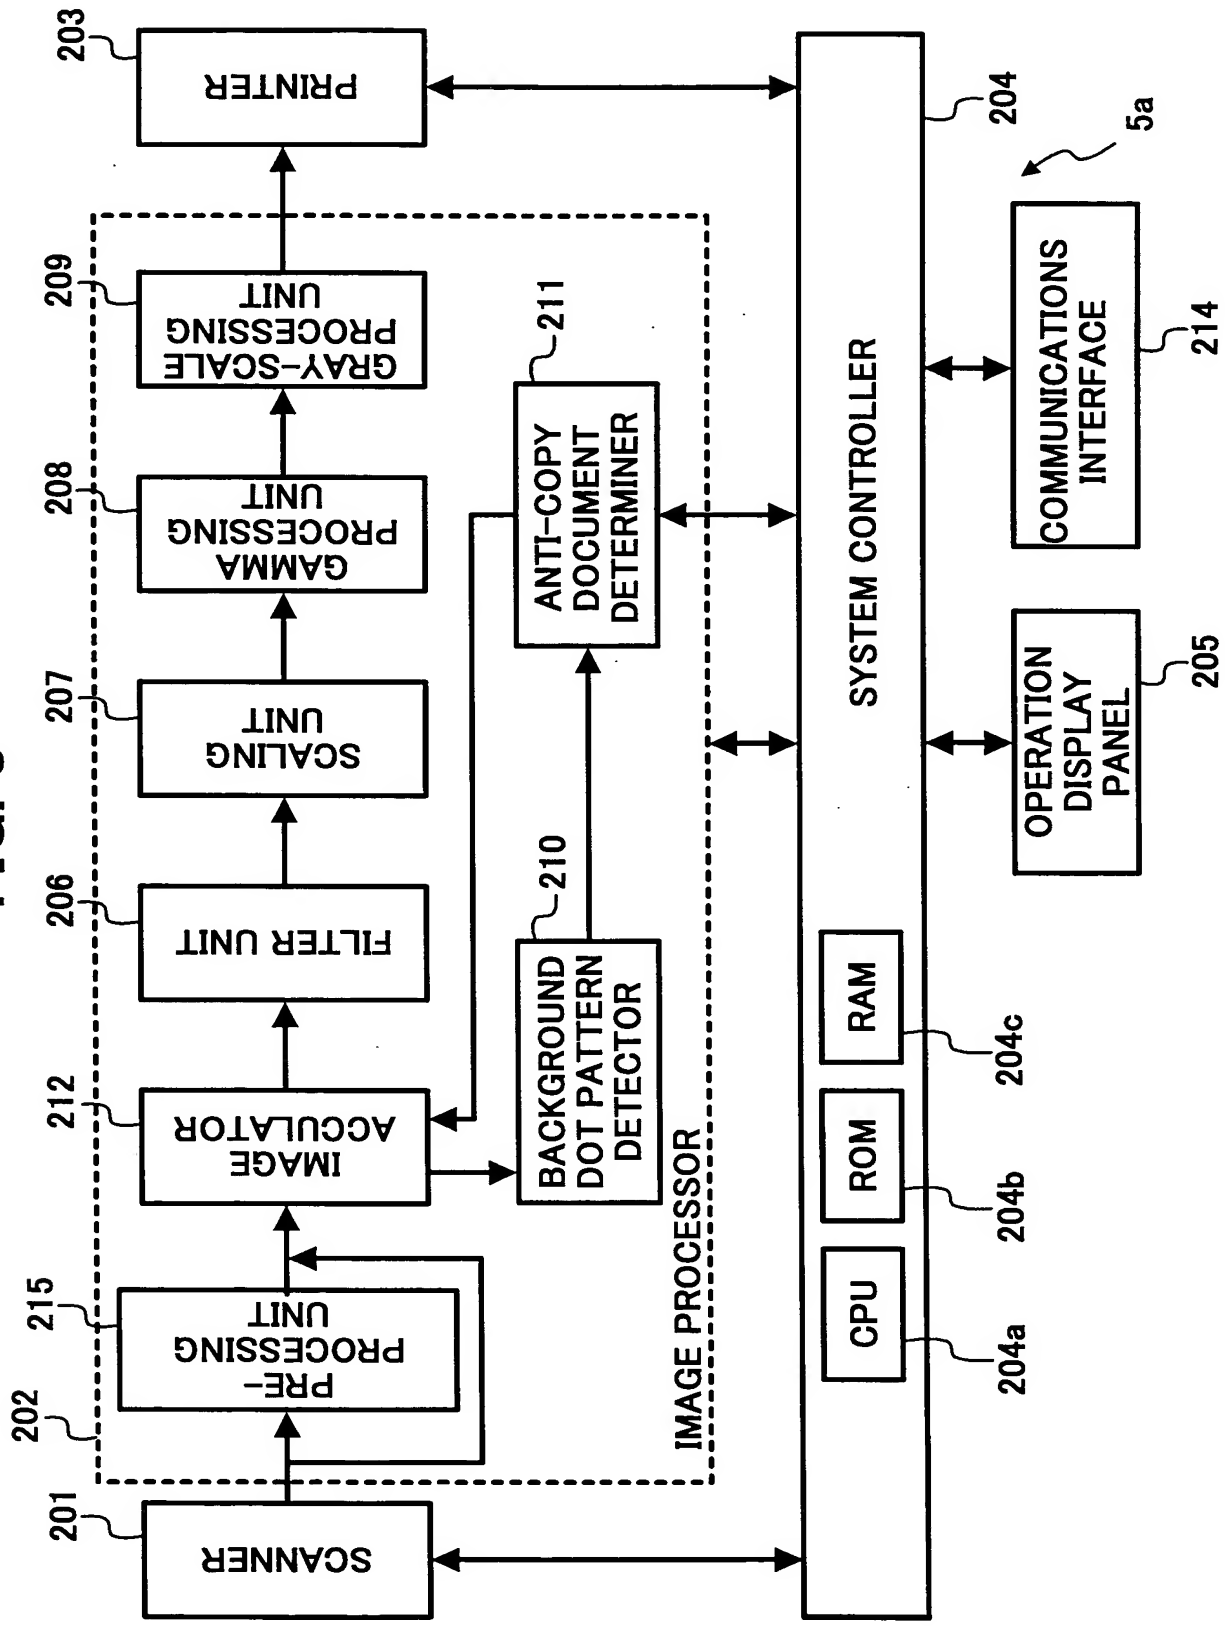 201
202
215
212
206
207
208
209
203
SCANNER
PRE-
PROCESSING
UNIT
IMAGE
ACCULATOR
FILTER UNIT
SCALING
UNIT
GAMMA
PROCESSING
UNIT
GRAY-SCALE
PROCESSING
UNIT
PRINTER
210
211
BACKGROUND
DOT PATTERN
DETECTOR
ANTI-COPY
DOCUMENT
DETERMINER
IMAGE PROCESSOR
CPU
ROM
RAM
SYSTEM CONTROLLER
204a
204b
204c
204
OPERATION
DISPLAY
PANEL
COMMUNICATIONS
INTERFACE
5a
205
214